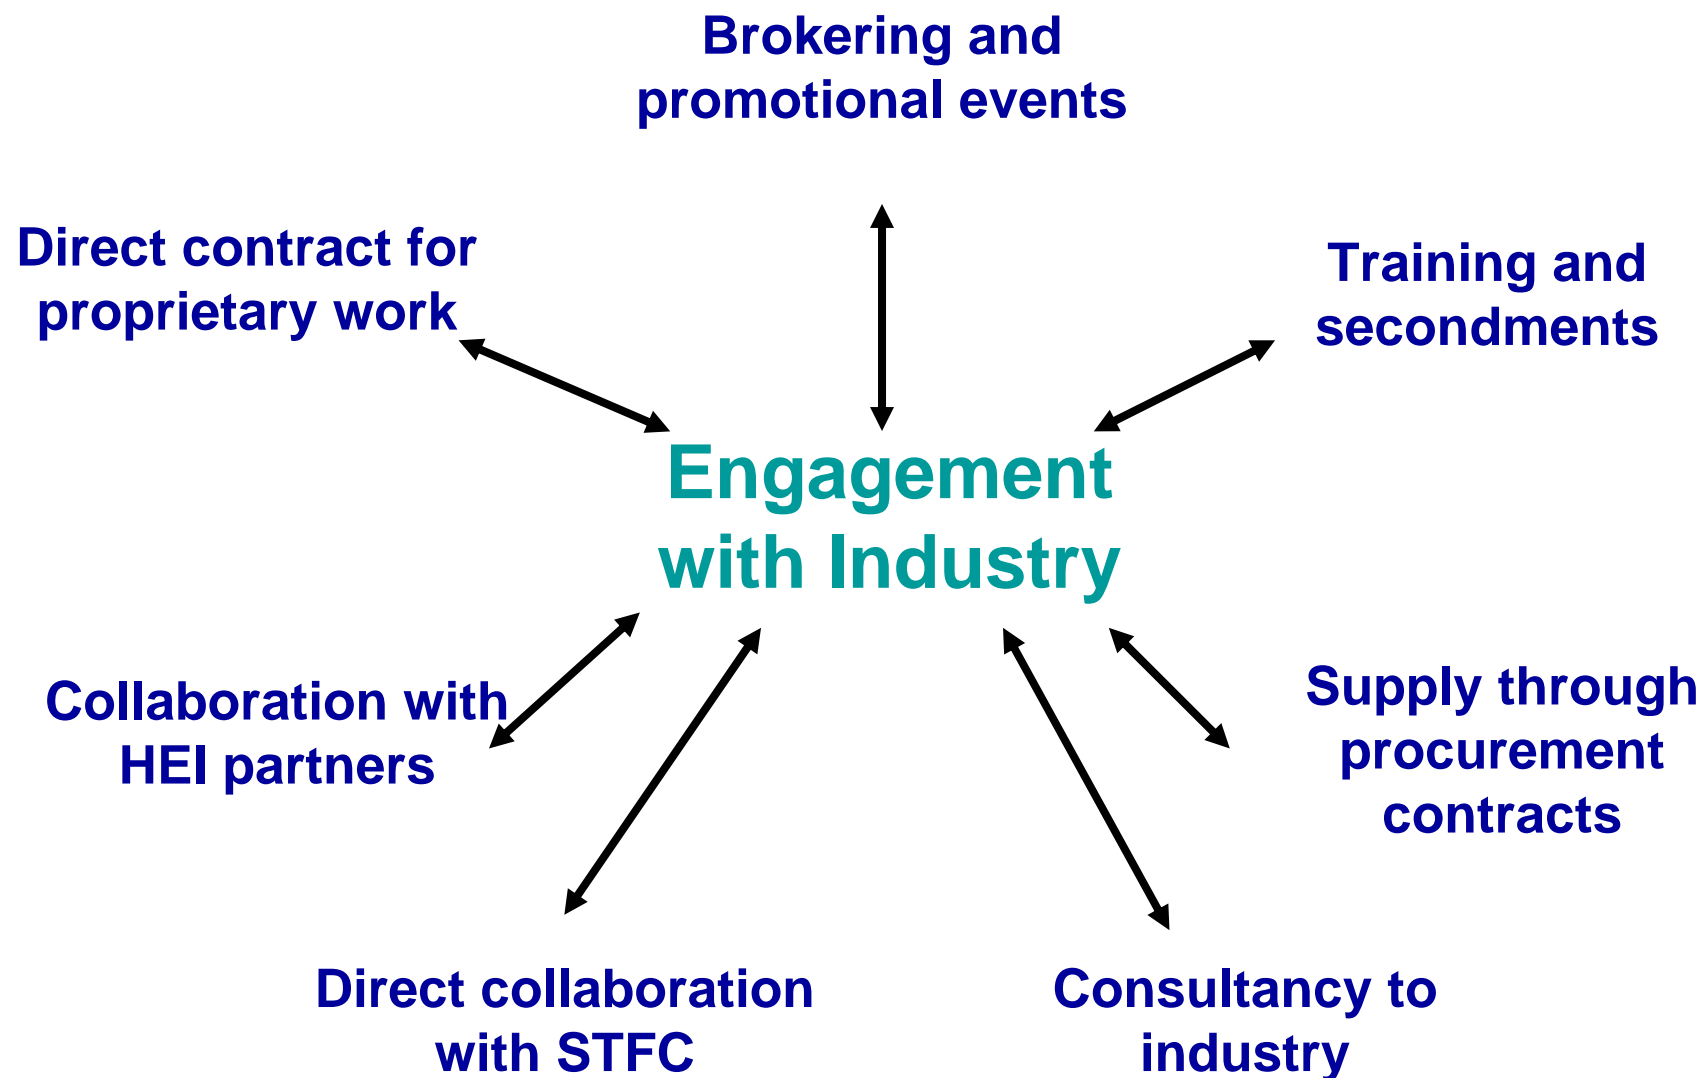 Brokering and
promotional events
Direct contract for
proprietary work
Training and
secondments
Engagement
with Industry
Collaboration with
HEI partners
Supply through
procurement
contracts
Direct collaboration
with STFC
Consultancy to
industry